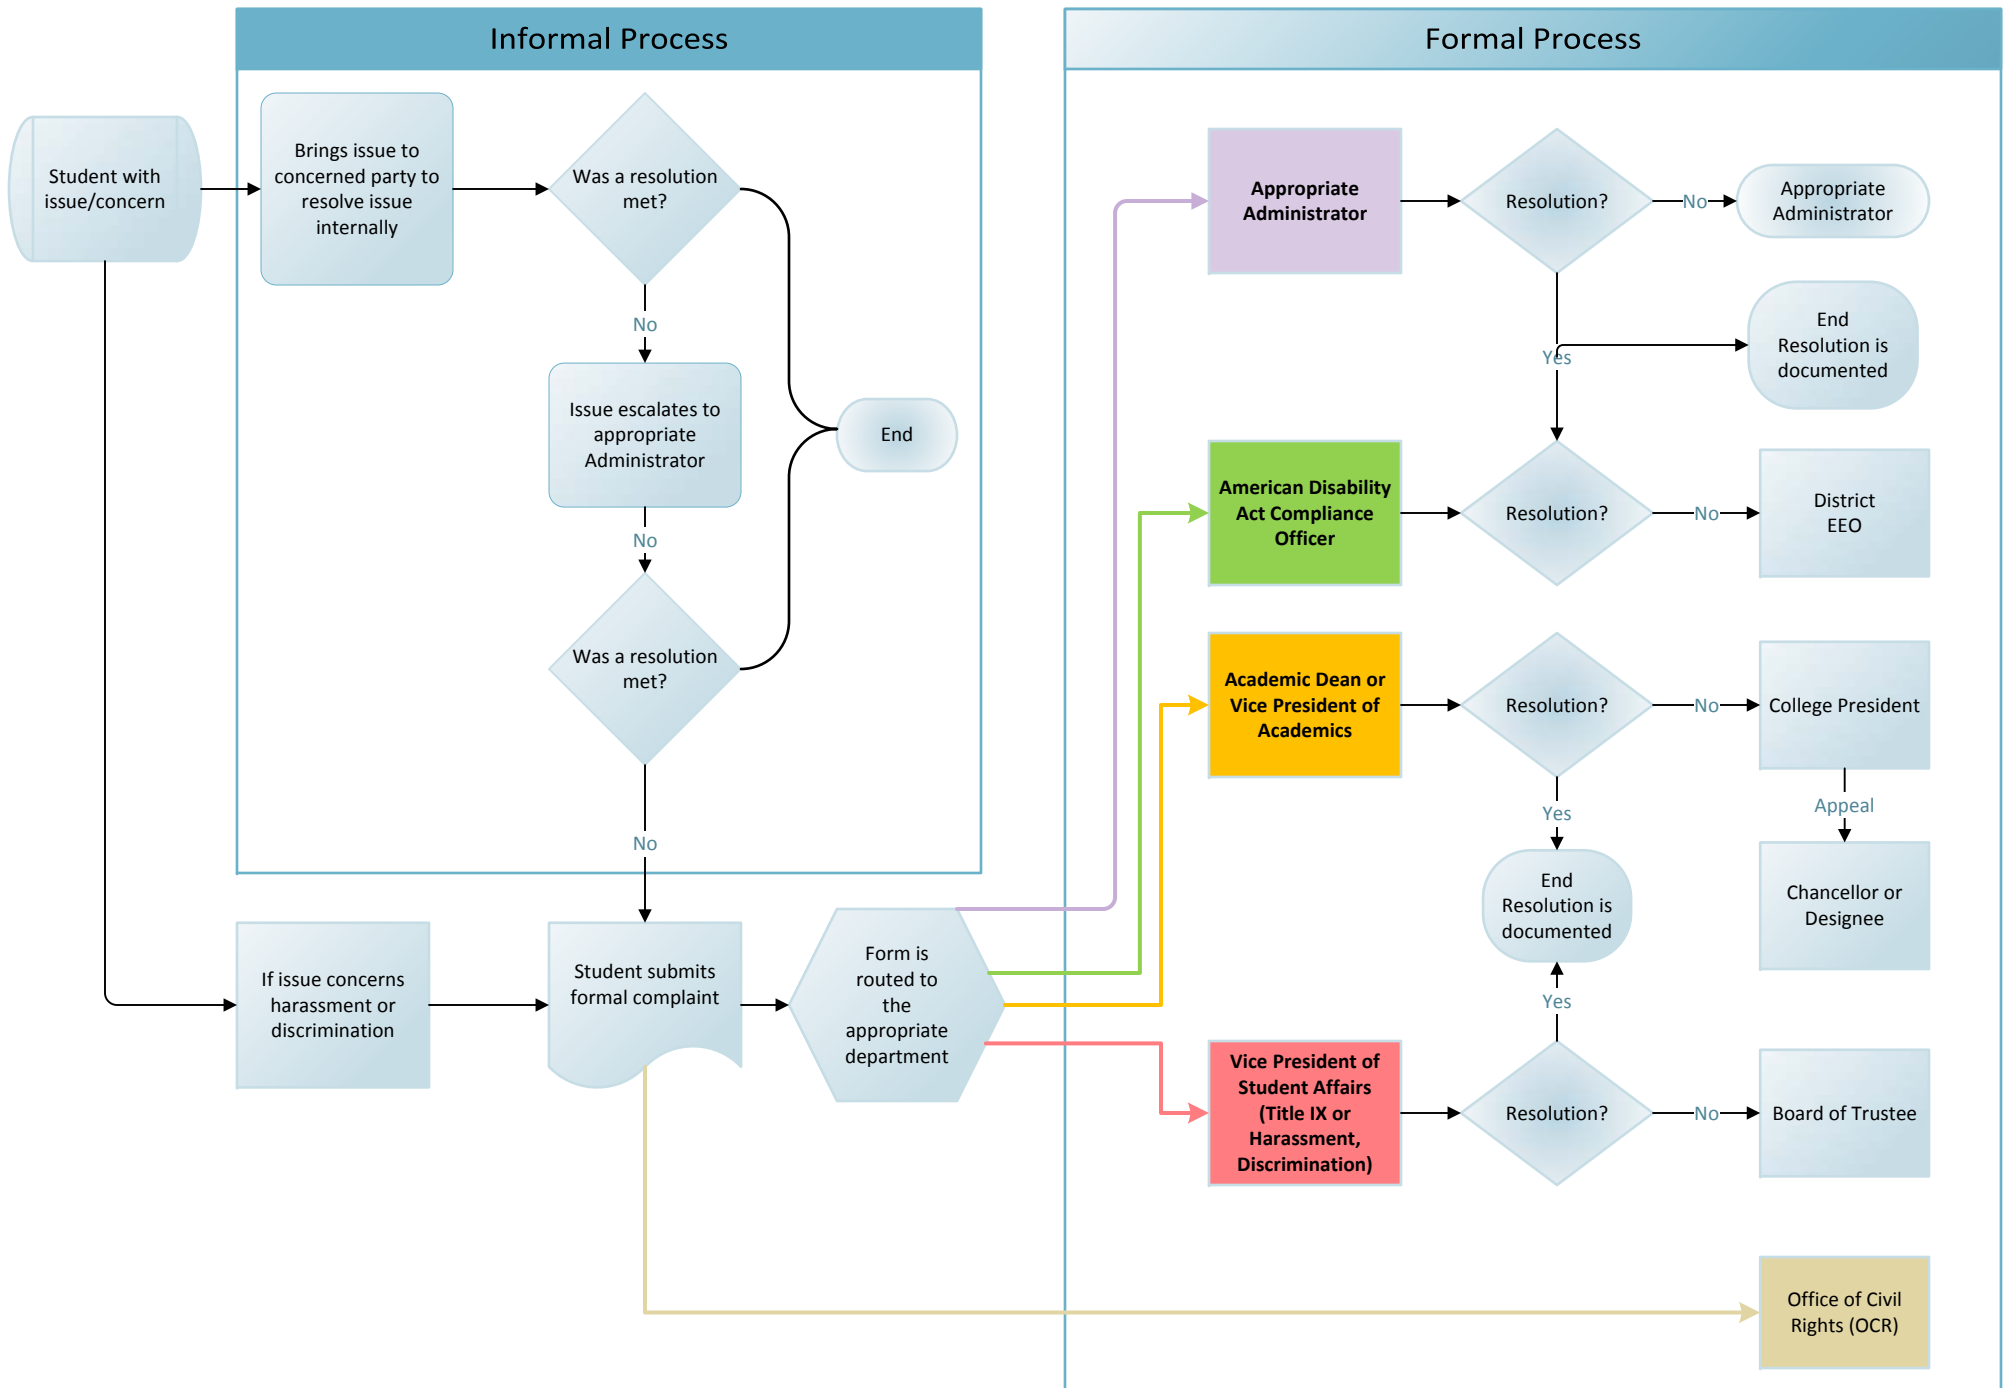 Informal Process
Formal Process
Student with
issue/concern
Brings issue to
concerned party to
resolve issue
internally
Was a resolution
met?
No
Issue escalates to
appropriate
Administrator
No
Was a resolution
met?
End
No
If issue concerns
harassment or
discrimination
Student submits
formal complaint
Form is
routed to
the
appropriate
department
Appropriate
Administrator
Resolution?
No
Appropriate
Administrator
Yes
End
Resolution is
documented
American Disability
Act Compliance
Officer
Resolution?
No
District
EEO
Academic Dean or
Vice President of
Academics
Resolution?
No
College President
Yes
Appeal
End
Resolution is
documented
Chancellor or
Designee
Yes
Vice President of
Student Affairs
(Title IX or
Harassment,
Discrimination)
Resolution?
No
Board of Trustee
Office of Civil
Rights (OCR)